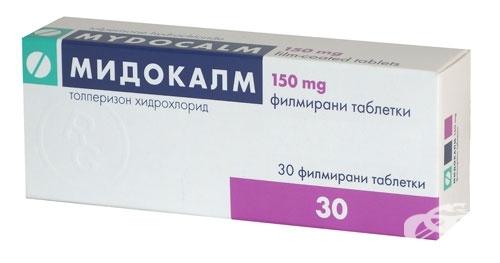 MYDOCALM 150 mg
film-coated tablets
МИДОКАЛМ 150 mg
толперизон хидрохлорид
филмирани таблетки
30 филмирани таблетки
30